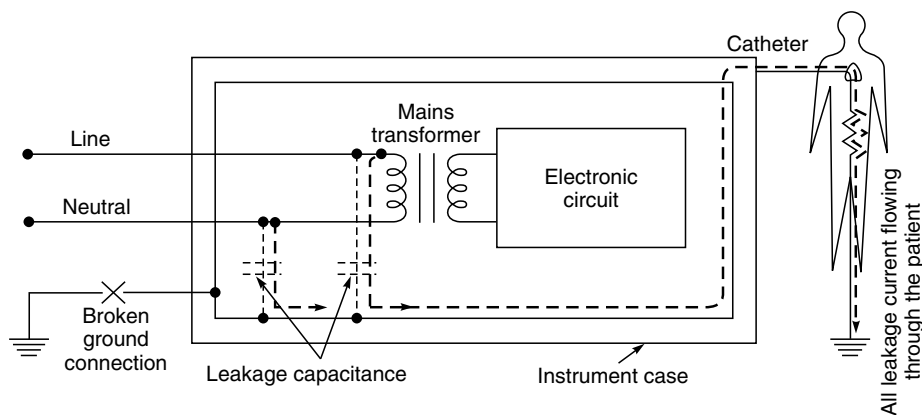 Catheter
Mains
transformer
Line
Electronic
circuit
Neutral
Broken
ground
connection
Leakage capacitance
Instrument case
All leakage current flowing
through the patient